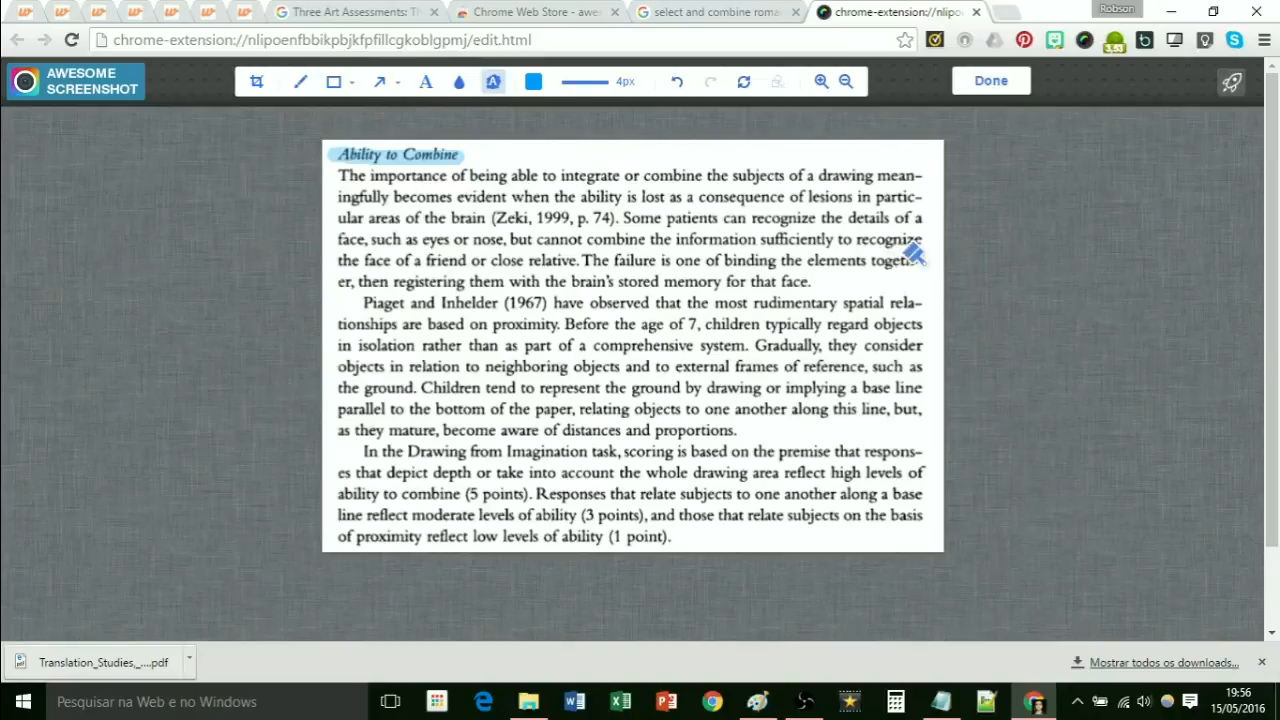 Robson
Three Art Assessments: T
Chrome Web Store - awe
select and combine roma
chrome-extension://nlipo
chrome-extension://nlipoenfbbikpbjkfpfillcgkoblgpmj/edit.html
3.55
AWESOME
SCREENSHOT
A
A
4px
Done
Ability to Combine
The importance of being able to integrate or combine the subjects of a drawing mean-
ingfully becomes evident when the ability is lost as a consequence of lesions in partic-
ular areas of the brain (Zeki, 1999, p. 74). Some patients can recognize the details of a
face, such as eyes or nose, but cannot combine the information sufficiently to recognize
the face of a friend or close relative. The failure is one of binding the elements togeth-
er, then registering them with the brain's stored memory for that face.
Piaget and Inhelder (1967) have observed that the most rudimentary spatial rela-
tionships are based on proximity. Before the age of 7, children typically regard objects
in isolation rather than as part of a comprehensive system. Gradually, they consider
objects in relation to neighboring objects and to external frames of reference, such as
the ground. Children tend to represent the ground by drawing or implying a base line
parallel to the bottom of the paper, relating objects to one another along this line, but,
as they mature, become aware of distances and proportions.
In the Drawing from Imagination task, scoring is based on the premise that respons-
es that depict depth or take into account the whole drawing area reflect high levels of
ability to combine (5 points). Responses that relate subjects to one another along a base
line reflect moderate levels of ability (3 points), and those that relate subjects on the basis
of proximity reflect low levels of ability (1 point).
Translation_Studies,_....pdf
Mostrar todos os downloads...
Pesquisar na Web e no Windows
19:56
15/05/2016